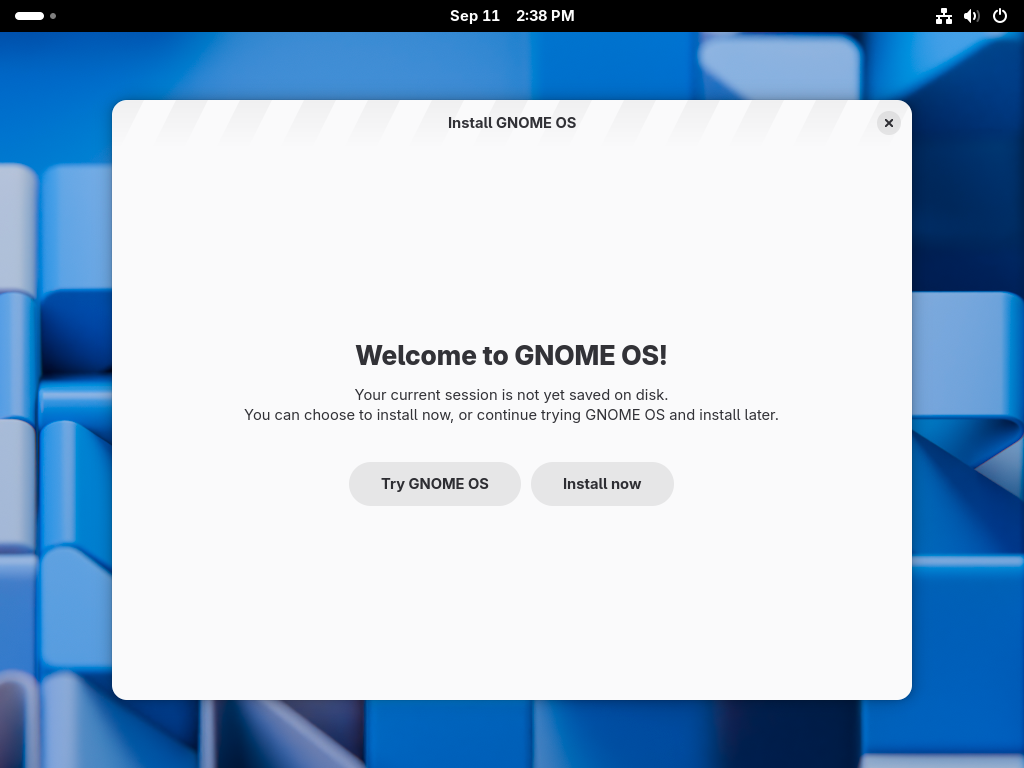 Sep 11 2:38 PM
Install GNOME OS
Welcome to GNOME OS!
Your current session is not yet saved on disk.
You can choose to install now, or continue trying GNOME OS and install later.
Try GNOME OS
Install now